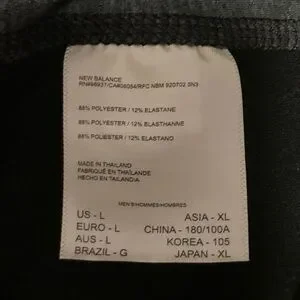 NEW BALANCE
RN#96937/CA#06054/RPC NBM 920702 SN3
88% POLYESTER / 12% ELASTANE
88% POLYESTER / 12% ELASTHANNE
88% POLIESTER / 12% ELASTANO
MADE IN THAILAND
FABRIQUÉ EN THAÏLANDE
HECHO EN TAILANDIA
MEN'S/HOMMES/HOMBRES
US - L ASIA - XL
EURO - L CHINA - 180/100A
AUS - L KOREA - 105
BRAZIL - G JAPAN - XL